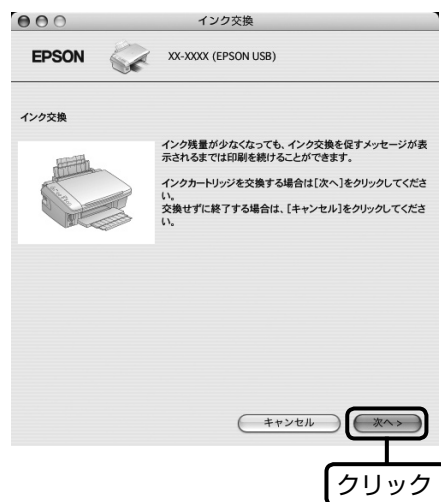 インク交換
EPSON
XX-XXXX (EPSON USB)
インク交換
インク残量が少なくなっても、インク交換を促すメッセージが表
示されるまでは印刷を続けることができます。
インクカートリッジを交換する場合は[次へ]をクリックしてくださ
い。
交換せずに終了する場合は、[キャンセル]をクリックしてくださ
い。
キャンセル
次へ >
クリック